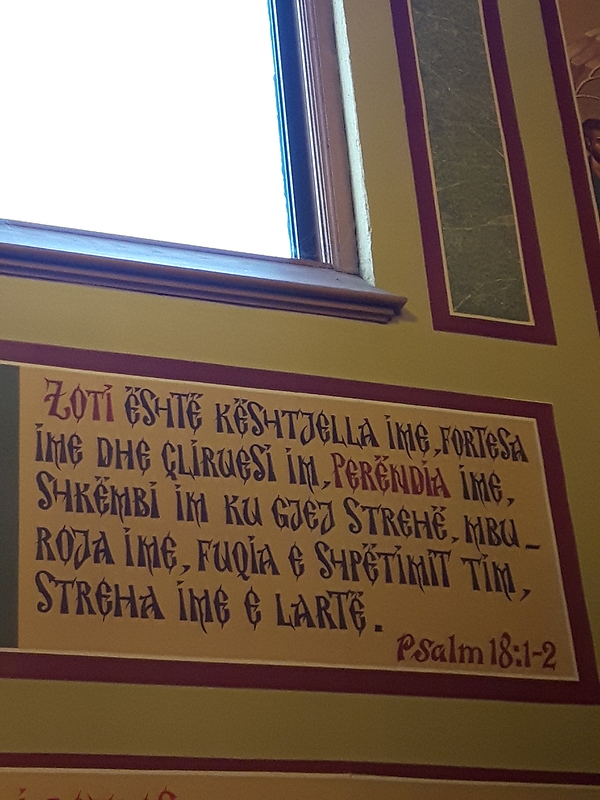 Zoti është kështjella ime, fortesa
ime dhe çliruesi im, Perëndia ime,
shkëmbi im ku gjej strehë, mbu-
roja ime, fuqia e shpëtimit tim,
streha ime e lartë.
Psalm 18:1-2